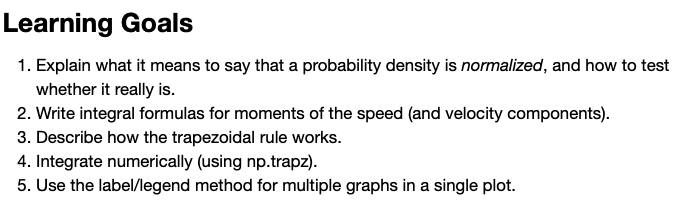 Learning Goals
1. Explain what it means to say that a probability density is normalized, and how to test
whether it really is.
2. Write integral formulas for moments of the speed (and velocity components).
3. Describe how the trapezoidal rule works.
4. Integrate numerically (using np.trapz).
5. Use the label/legend method for multiple graphs in a single plot.